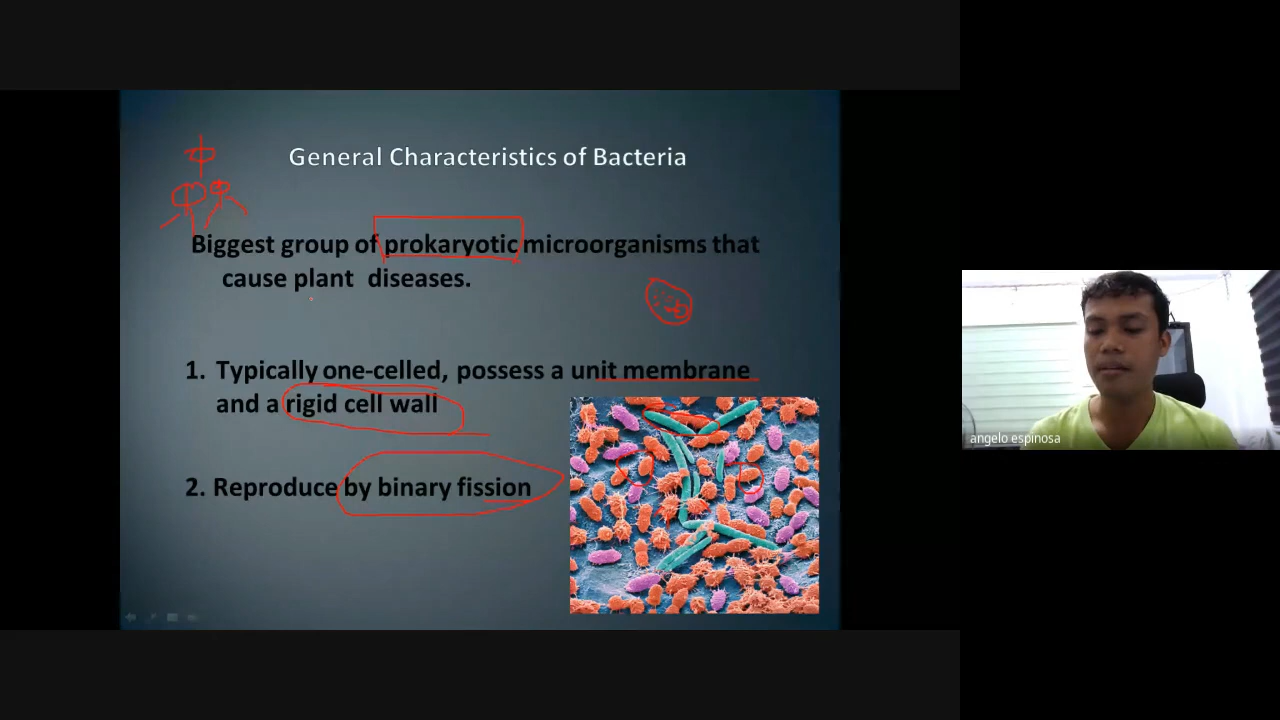 General Characteristics of Bacteria
Biggest group of prokaryotic microorganisms that
cause plant diseases.
1. Typically one-celled, possess a unit membrane
and a rigid cell wall
2. Reproduce by binary fission
angelo espinosa